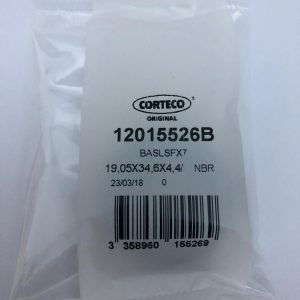 CORTECO
ORIGINAL
12015526B
BASLSFX7
19,05X34,6X4,4/ NBR
23/03/18 0
3 358960 155269